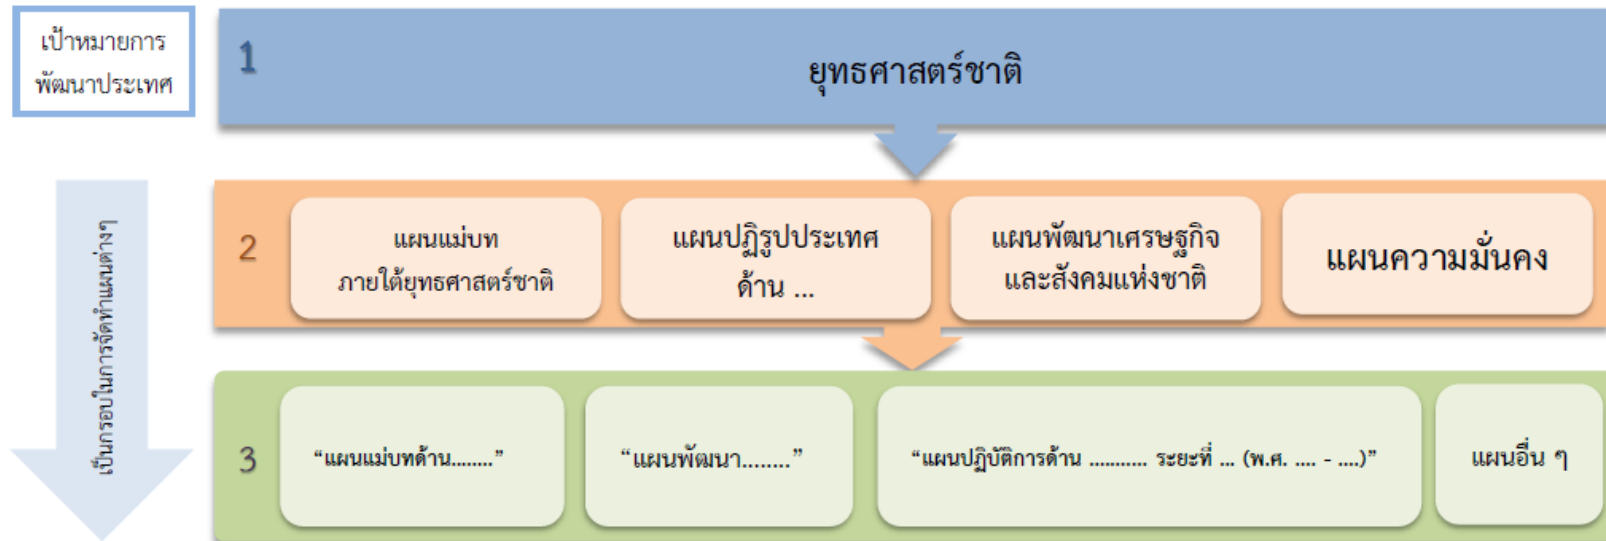 เป้าหมายการ
พัฒนาประเทศ
1
ยุทธศาสตร์ชาติ
เป็นกรอบในการจัดทำแผนต่างๆ
2
แผนแม่บท
ภายใต้ยุทธศาสตร์ชาติ
แผนปฏิรูปประเทศ
ด้าน ...
แผนพัฒนาเศรษฐกิจ
และสังคมแห่งชาติ
แผนความมั่นคง
3
“แผนแม่บทด้าน........”
“แผนพัฒนา........”
“แผนปฏิบัติการด้าน ........... ระยะที่ ... (พ.ศ. .... - ....)”
แผนอื่น ๆ